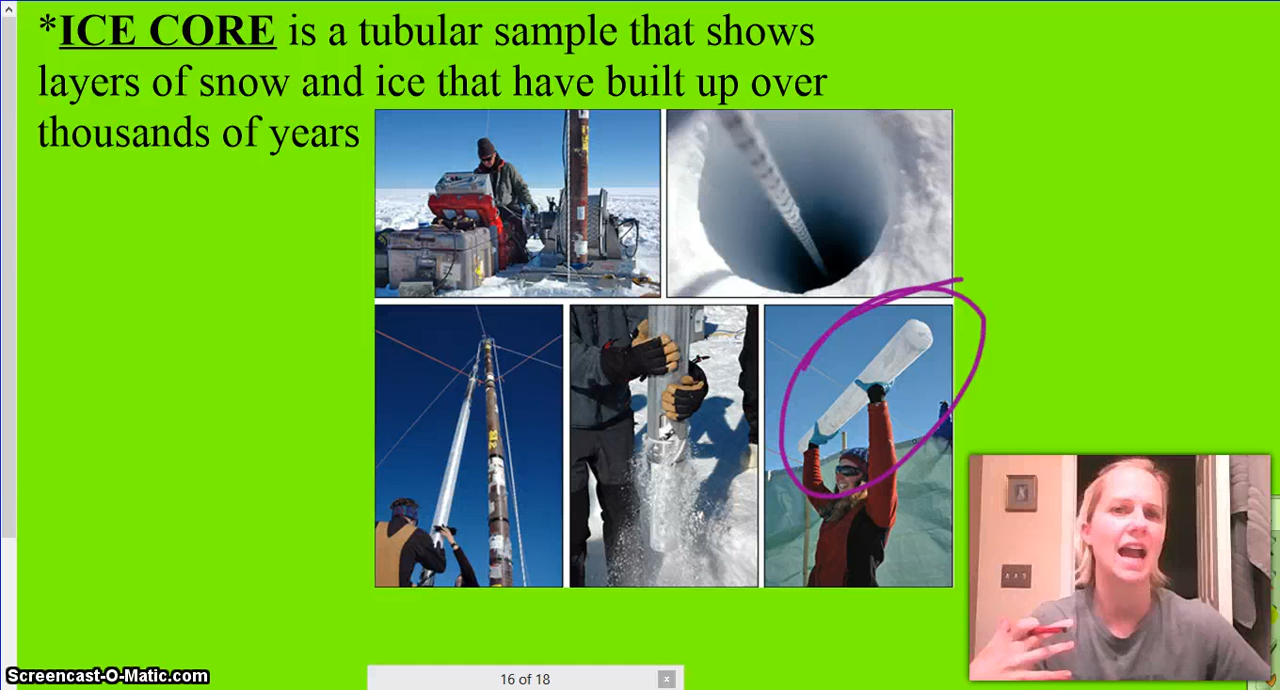 *ICE CORE is a tubular sample that shows
layers of snow and ice that have built up over
thousands of years
16 of 18
x
Screencast-O-Matic.com